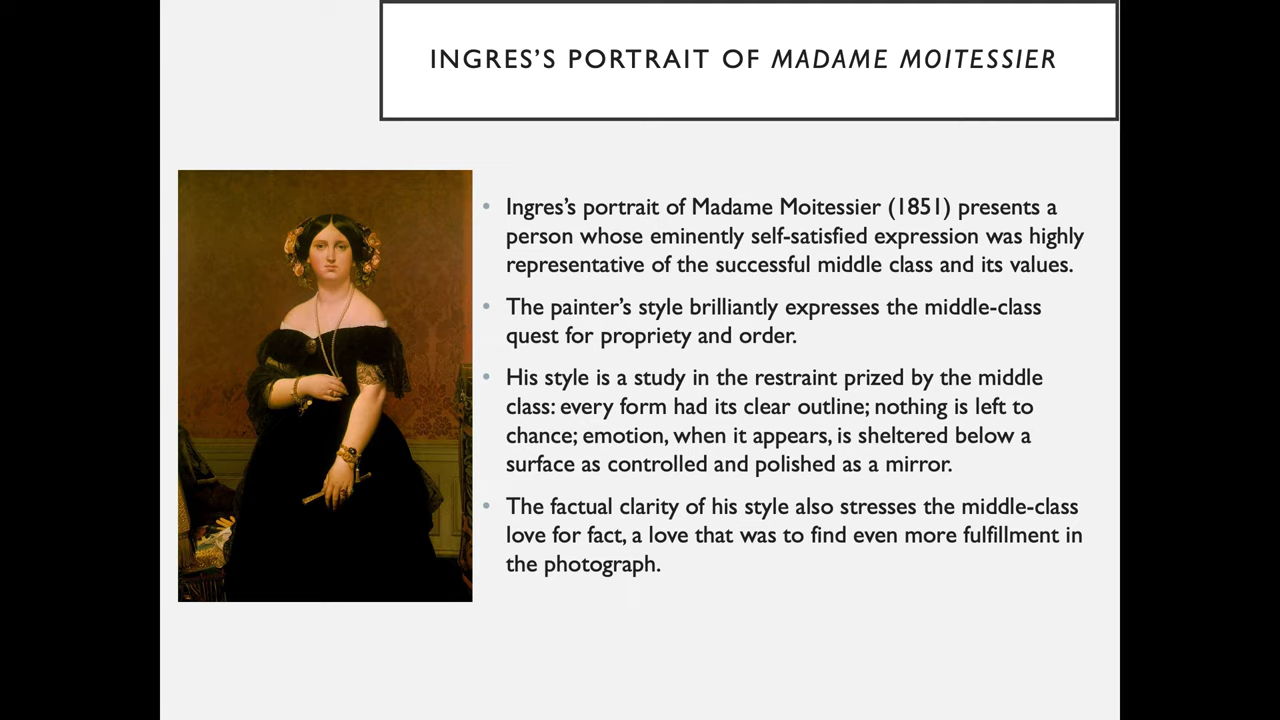 INGRES’S PORTRAIT OF MADAME MOITESSIER
• Ingres’s portrait of Madame Moitessier (1851) presents a
person whose eminently self-satisfied expression was highly
representative of the successful middle class and its values.
• The painter’s style brilliantly expresses the middle-class
quest for propriety and order.
• His style is a study in the restraint prized by the middle
class: every form had its clear outline; nothing is left to
chance; emotion, when it appears, is sheltered below a
surface as controlled and polished as a mirror.
• The factual clarity of his style also stresses the middle-class
love for fact, a love that was to find even more fulfillment in
the photograph.